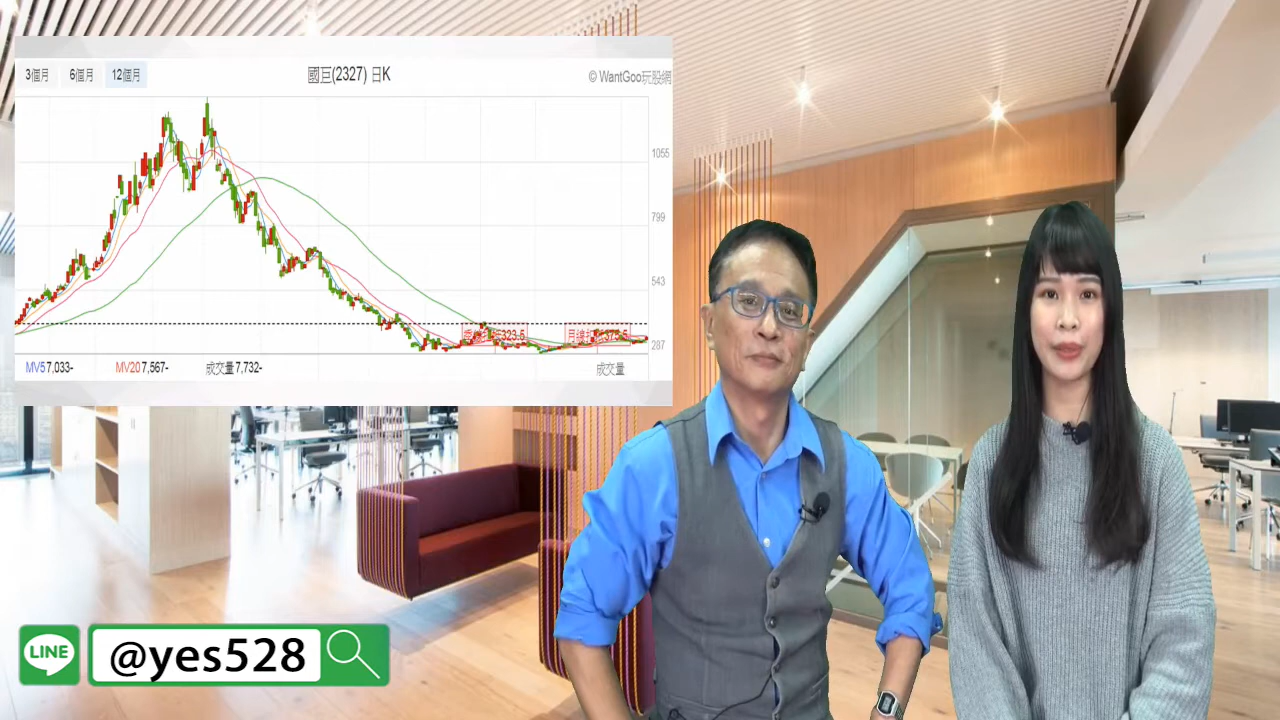 3個月 6個月 12個月 國巨(2327) 日K © WantGoo玩股網
1055
799
543
287
MV5 7,033- MV20 7,567- 成交量 7,732- 成交量
LINE @yes528